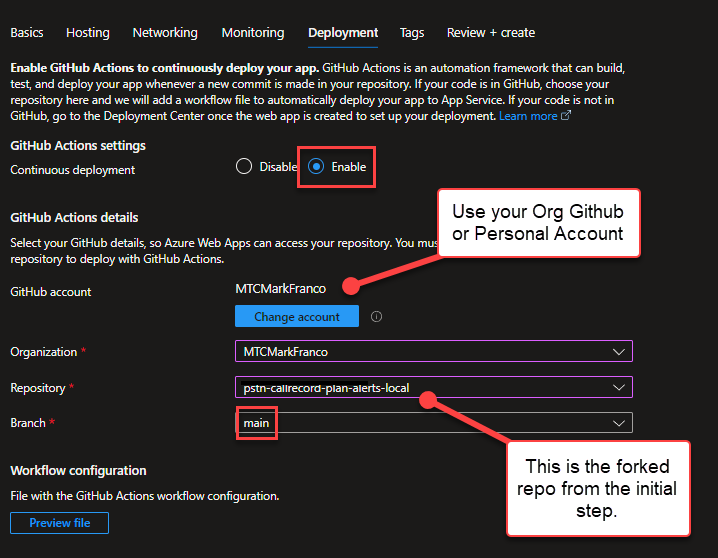 Basics Hosting Networking Monitoring Deployment Tags Review + create
Enable GitHub Actions to continuously deploy your app. GitHub Actions is an automation framework that can build,
test, and deploy your app whenever a new commit is made in your repository. If your code is in GitHub, choose your
repository here and we will add a workflow file to automatically deploy your app to App Service. If your code is not in
GitHub, go to the Deployment Center once the web app is created to set up your deployment. Learn more
GitHub Actions settings
Continuous deployment Disable Enable
Use your Org Github
or Personal Account
GitHub Actions details
Select your GitHub details, so Azure Web Apps can access your repository. You must
repository to deploy with GitHub Actions.
GitHub account MTCMarkFranco
Change account
Organization * MTCMarkFranco
Repository * pstn-callrecord-plan-alerts-local
Branch * main
This is the forked
repo from the initial
step.
Workflow configuration
File with the GitHub Actions workflow configuration.
Preview file